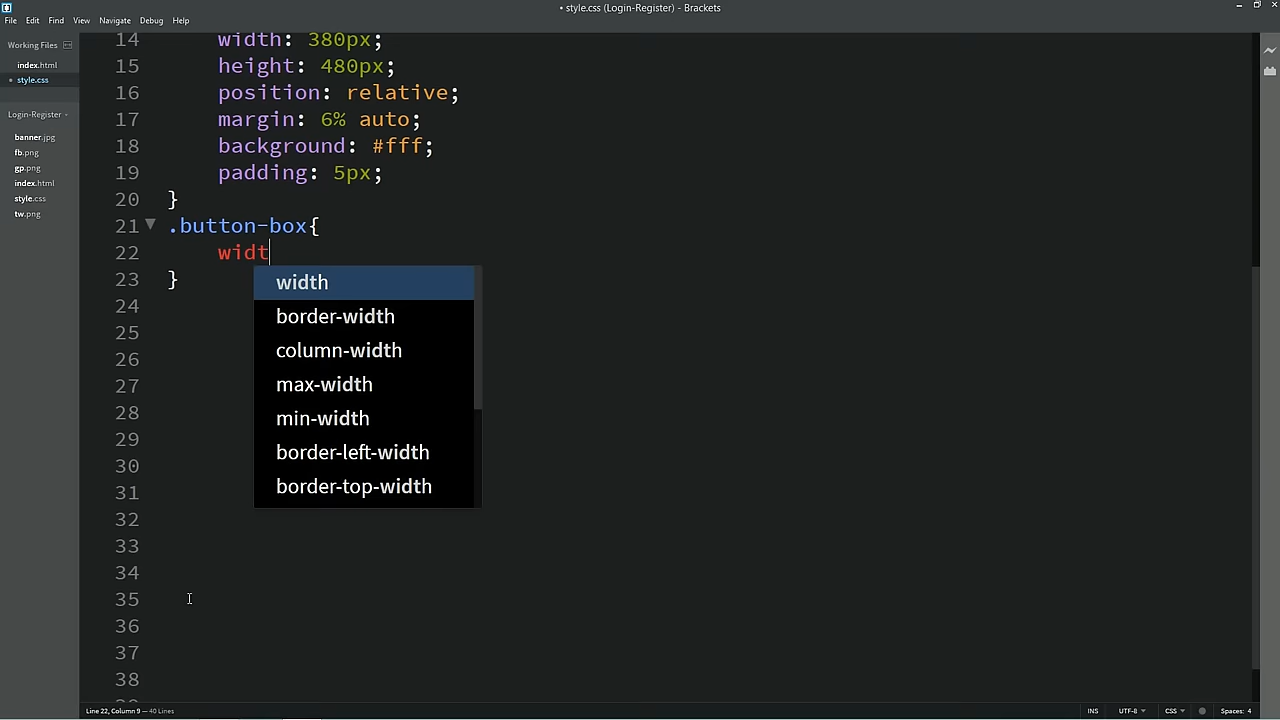 • style.css (Login-Register) - Brackets
File Edit Find View Navigate Debug Help
Working Files
index.html
• style.css
Login-Register
banner.jpg
fb.png
gp.png
index.html
style.css
tw.png
14 width: 380px;
15 height: 480px;
16 position: relative;
17 margin: 6% auto;
18 background: #fff;
19 padding: 5px;
20 }
21 .button-box{
22 widt
23 }
24
25
26
27
28
29
30
31
32
33
34
35
36
37
38
width
border-width
column-width
max-width
min-width
border-left-width
border-top-width
Line 22, Column 9 — 40 Lines
INS UTF-8 CSS Spaces: 4